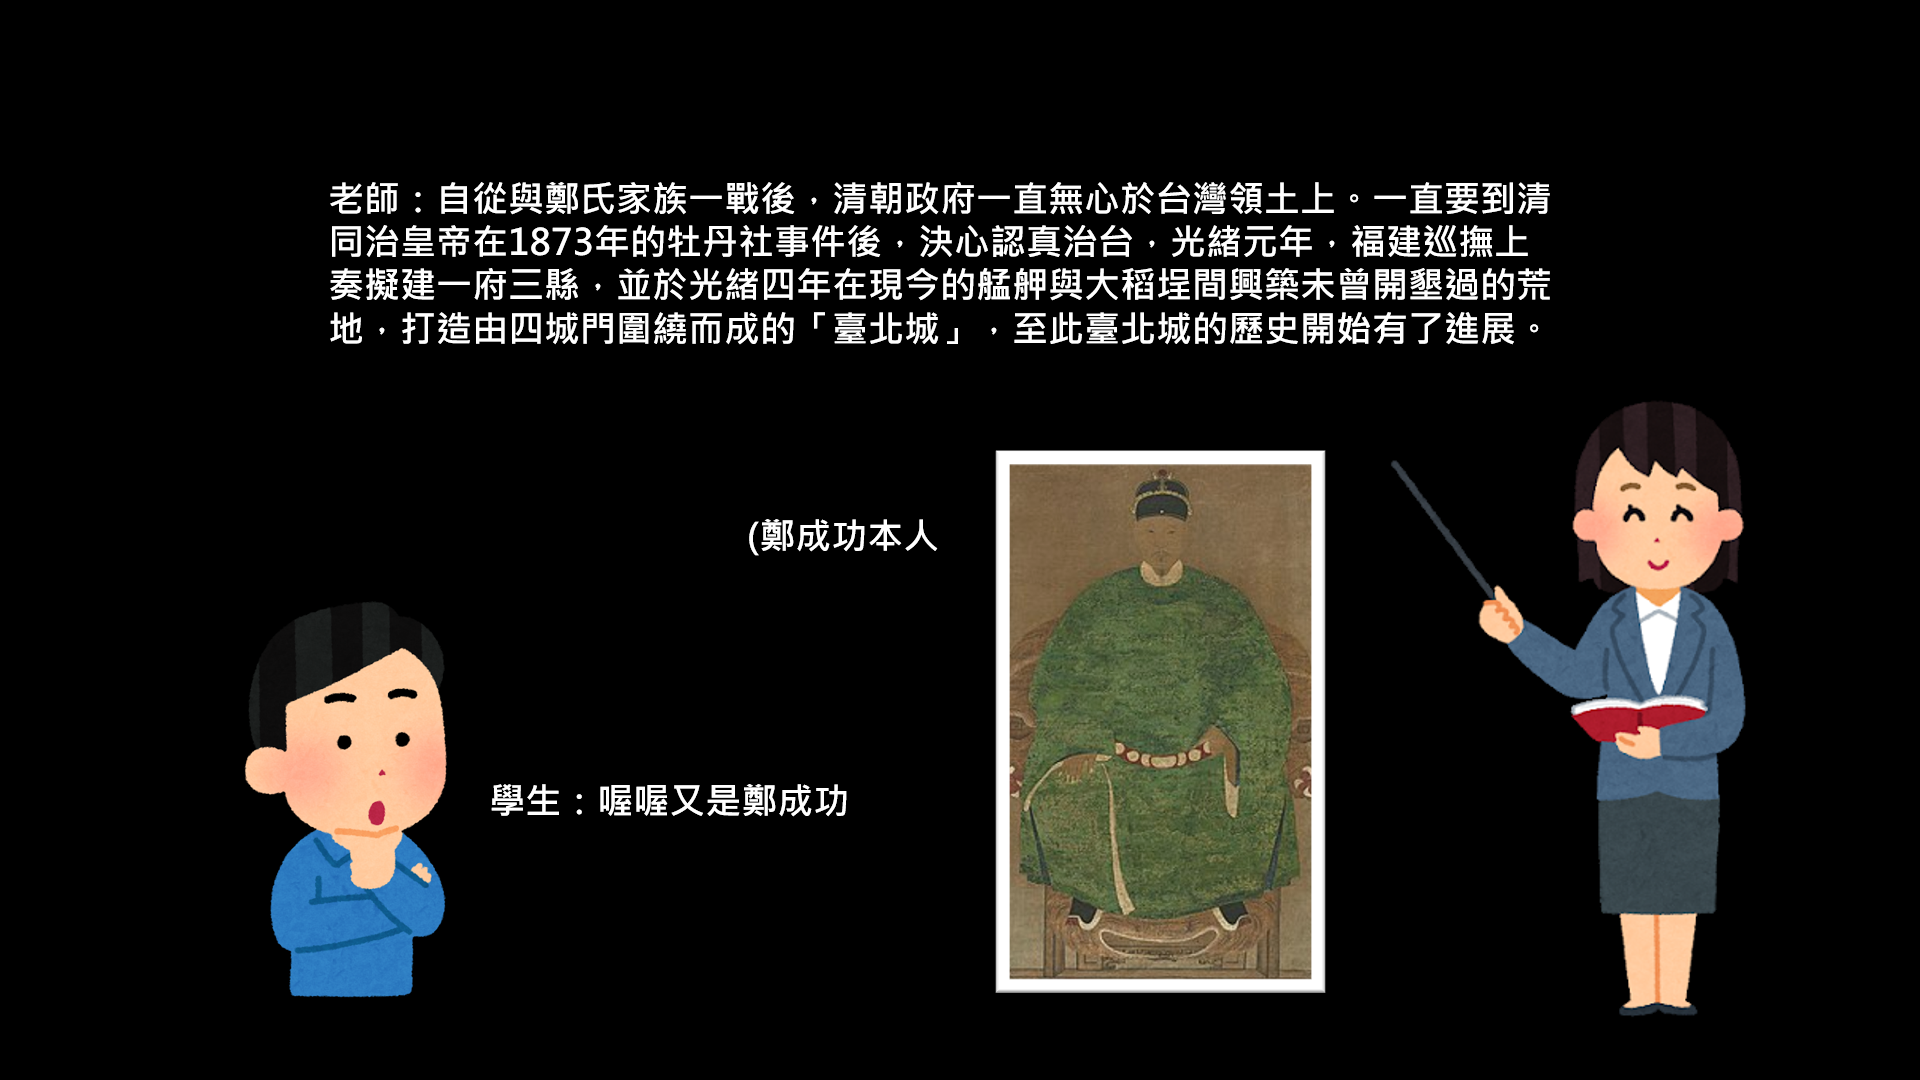 老師：自從與鄭氏家族一戰後，清朝政府一直無心於台灣領土上。一直要到清
同治皇帝在1873年的牡丹社事件後，決心認真治台，光緒元年，福建巡撫上
奏擬建一府三縣，並於光緒四年在現今的艋舺與大稻埕間興築未曾開墾過的荒
地，打造由四城門圍繞而成的「臺北城」，至此臺北城的歷史開始有了進展。
(鄭成功本人
學生：喔喔又是鄭成功